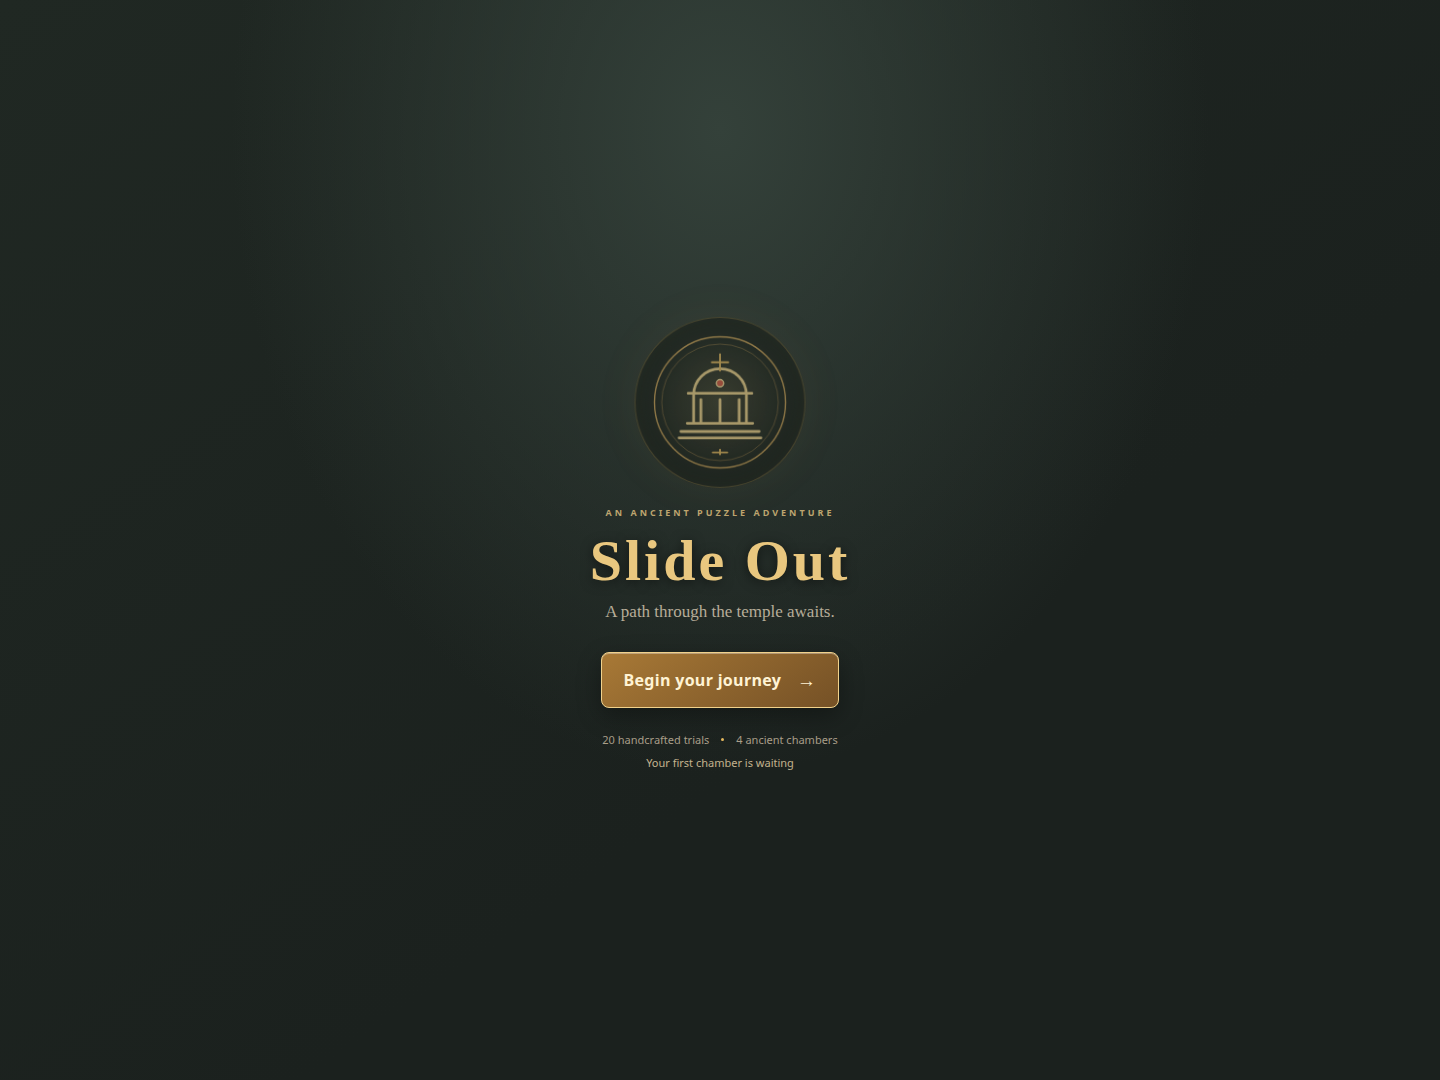 AN ANCIENT PUZZLE ADVENTURE
Slide Out
A path through the temple awaits.
Begin your journey →
20 handcrafted trials • 4 ancient chambers
Your first chamber is waiting